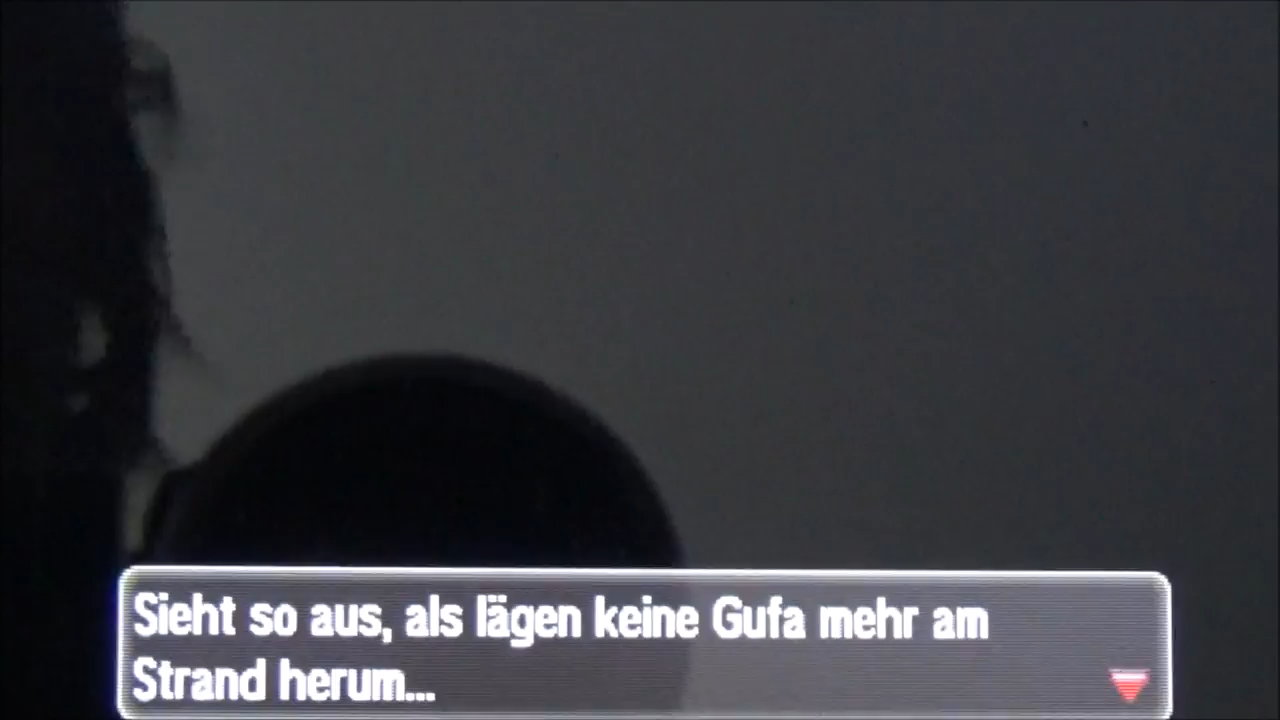 Sieht so aus, als lägen keine Gufa mehr am
Strand herum...